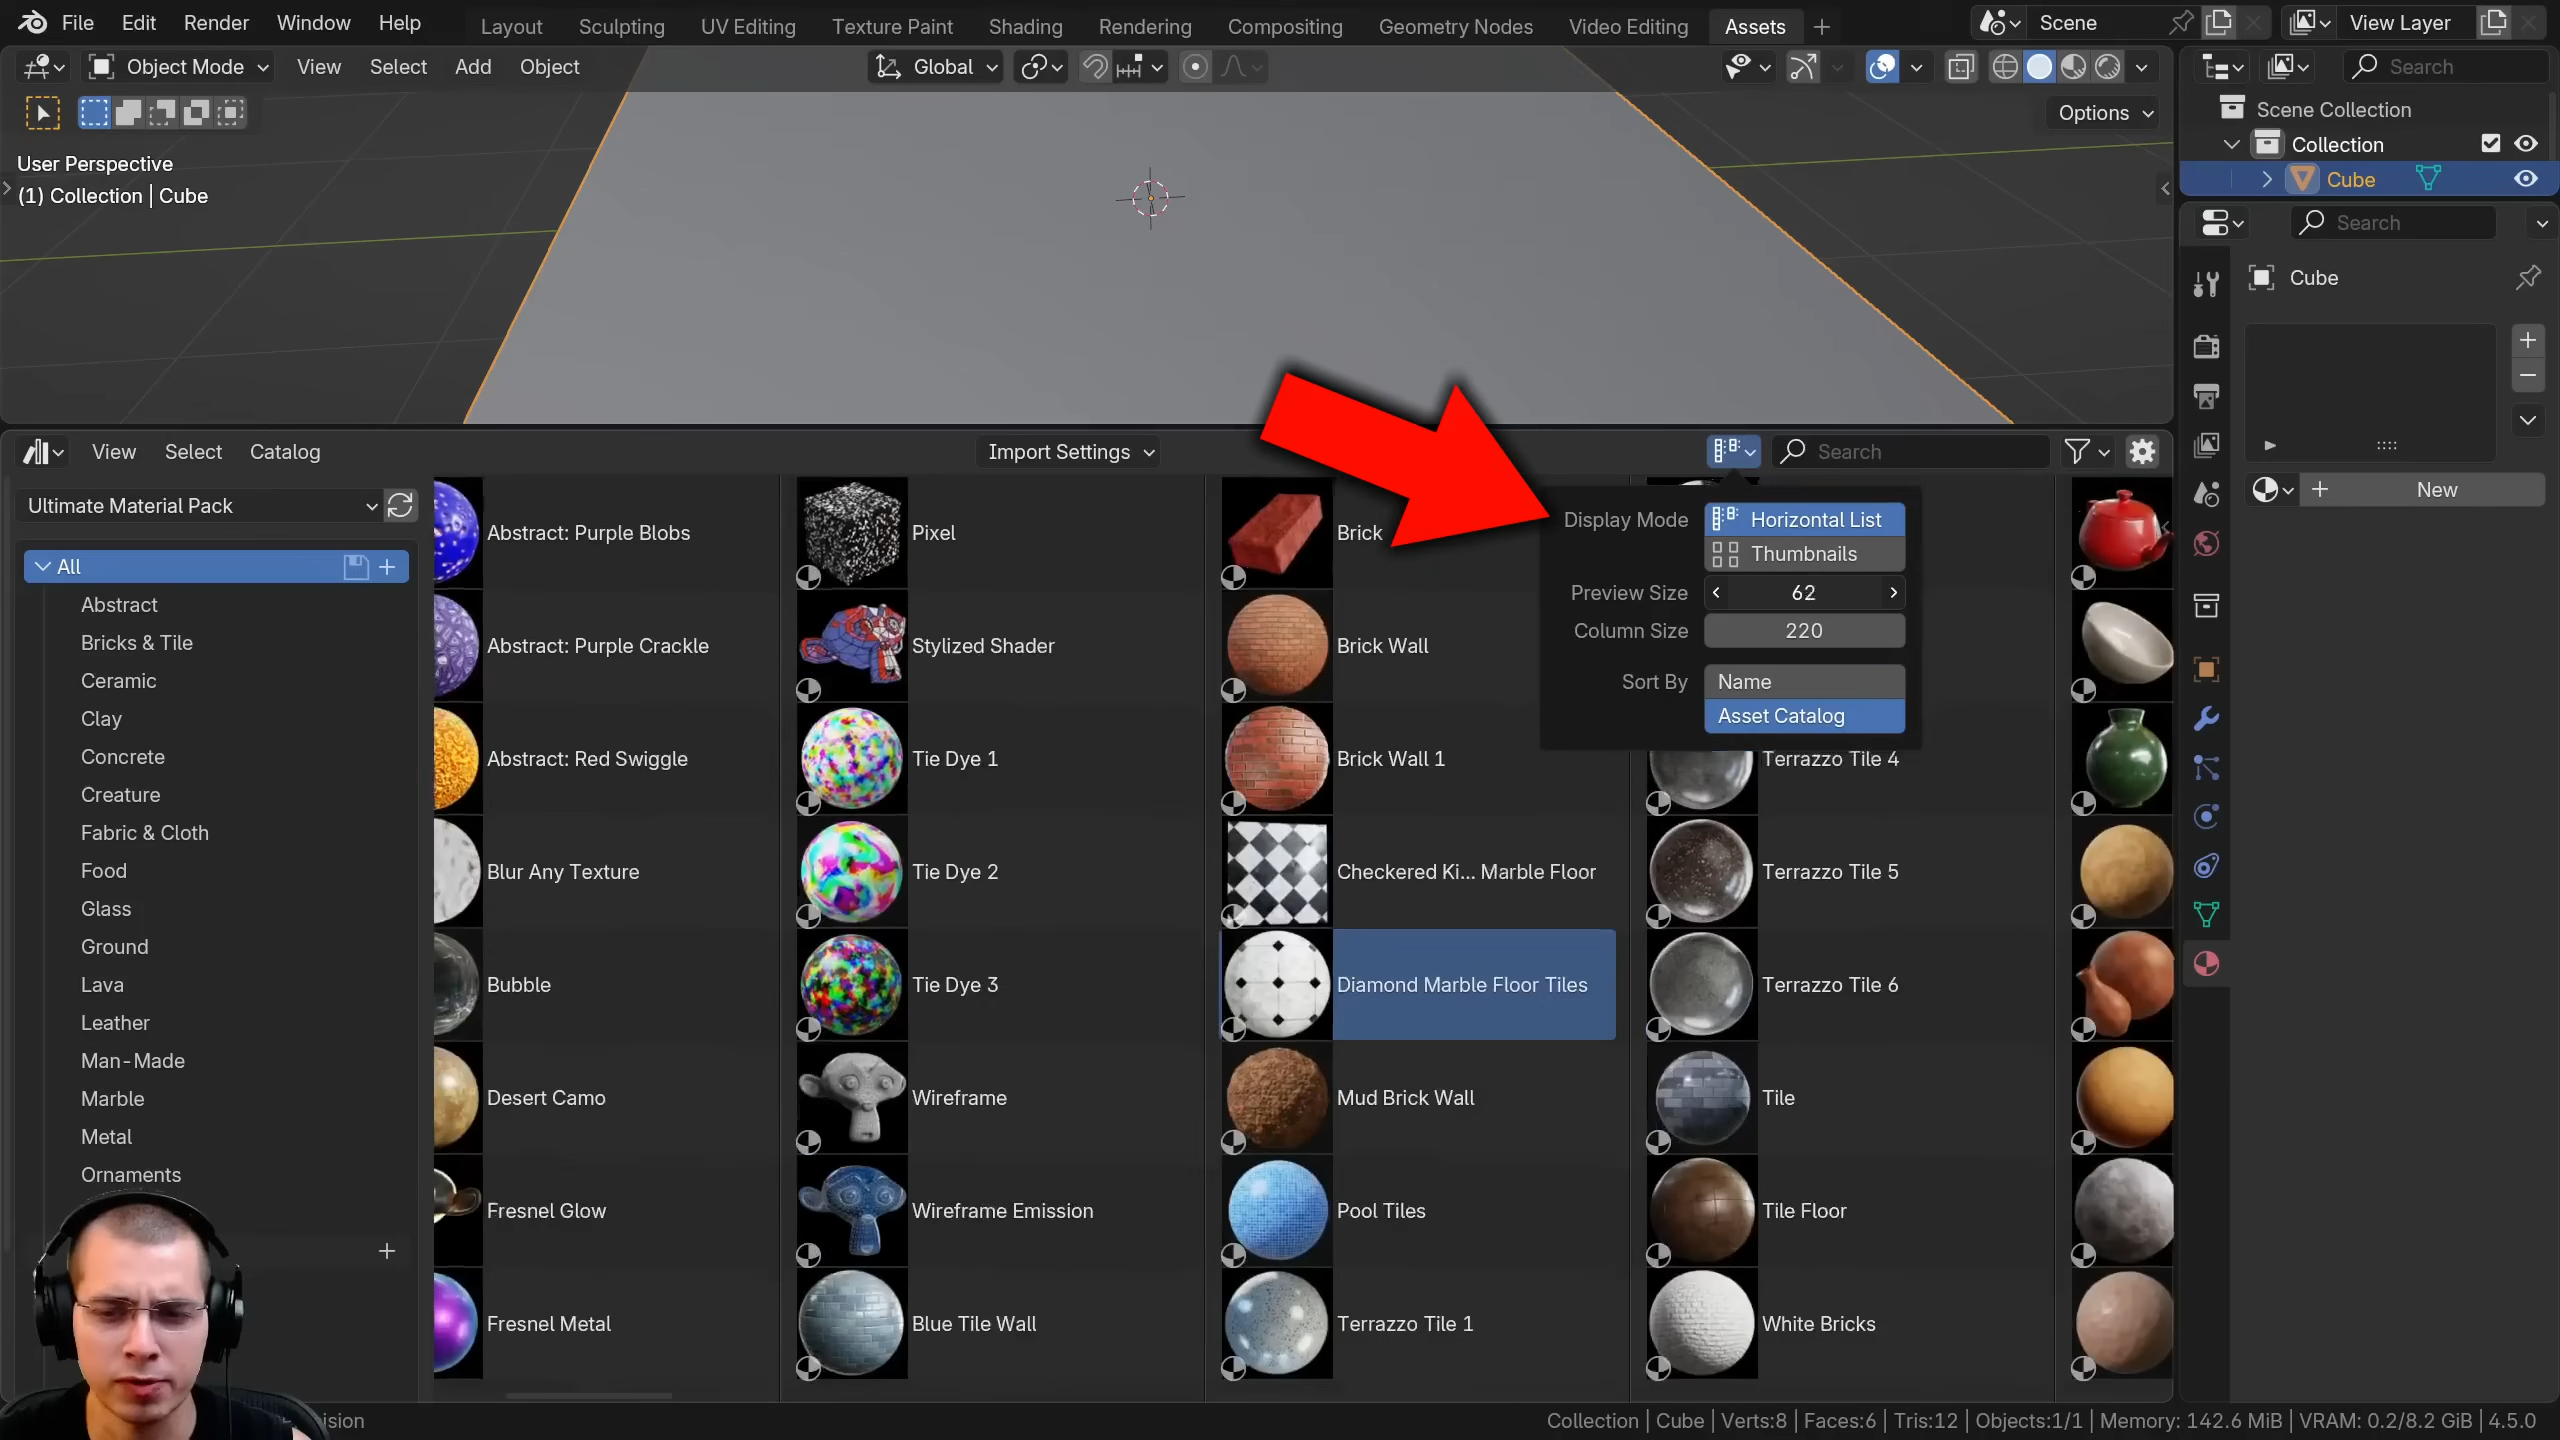 File Edit Render Window Help
Layout Sculpting UV Editing Texture Paint Shading Rendering Compositing Geometry Nodes Video Editing Assets
Scene
View Layer
Object Mode View Select Add Object
Global
Search
Options
User Perspective
(1) Collection | Cube
Scene Collection
Collection
Cube
Search
Cube
New
View Select Catalog
Import Settings
Search
Ultimate Material Pack
All
Abstract
Bricks & Tile
Ceramic
Clay
Concrete
Creature
Fabric & Cloth
Food
Glass
Ground
Lava
Leather
Man-Made
Marble
Metal
Ornaments
Abstract: Purple Blobs
Abstract: Purple Crackle
Abstract: Red Swiggle
Blur Any Texture
Bubble
Desert Camo
Fresnel Glow
Fresnel Metal
Pixel
Stylized Shader
Tie Dye 1
Tie Dye 2
Tie Dye 3
Wireframe
Wireframe Emission
Blue Tile Wall
Brick
Brick Wall
Brick Wall 1
Checkered Ki... Marble Floor
Diamond Marble Floor Tiles
Mud Brick Wall
Pool Tiles
Terrazzo Tile 1
Display Mode
Horizontal List
Thumbnails
Preview Size 62
Column Size 220
Sort By
Name
Asset Catalog
Terrazzo Tile 4
Terrazzo Tile 5
Terrazzo Tile 6
Tile
Tile Floor
White Bricks
Collection | Cube | Verts:8 | Faces:6 | Tris:12 | Objects:1/1 | Memory: 142.6 MiB | VRAM: 0.2/8.2 GiB | 4.5.0